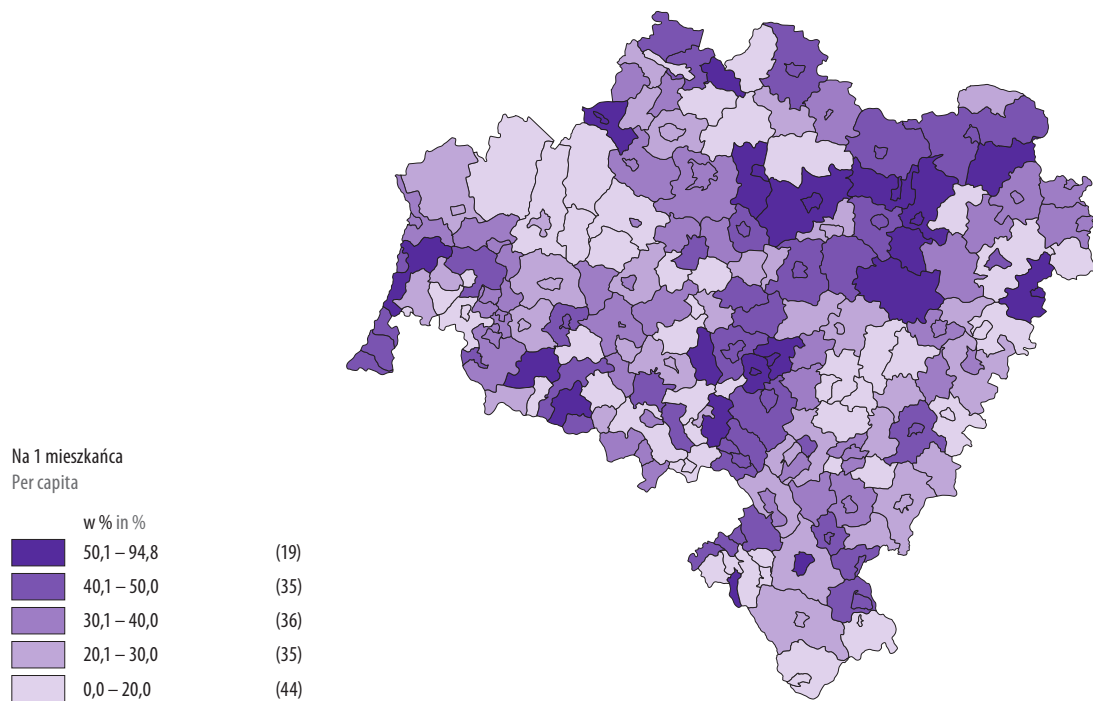 Na 1 mieszkańca
Per capita
w % in %
50,1 – 94,8 (19)
40,1 – 50,0 (35)
30,1 – 40,0 (36)
20,1 – 30,0 (35)
0,0 – 20,0 (44)